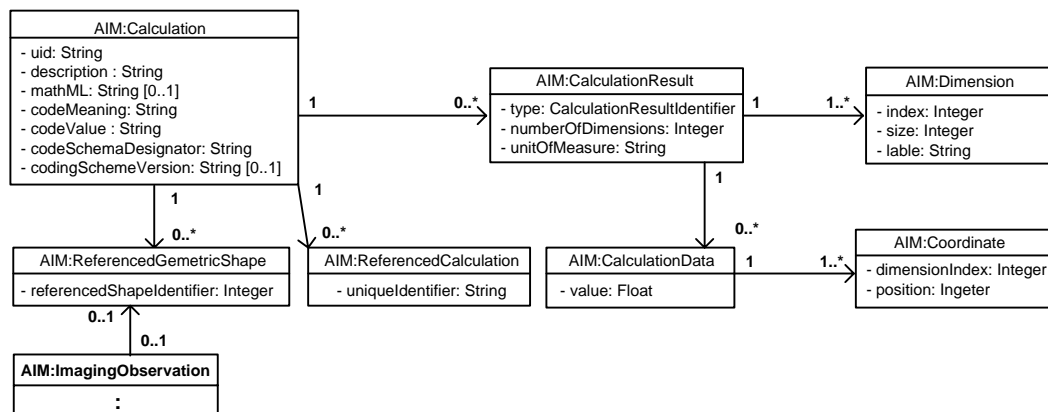 AIM:Calculation
- uid: String
- description : String
- mathML: String [0..1]
- codeMeaning: String
- codeValue : String
- codeSchemaDesignator: String
- codingSchemeVersion: String [0..1]
1
0..*
AIM:CalculationResult
- type: CalculationResultIdentifier
- numberOfDimensions: Integer
- unitOfMeasure: String
1
1..*
AIM:Dimension
- index: Integer
- size: Integer
- lable: String
1
0..*
1
0..*
1
0..*
AIM:ReferencedGemetricShape
- referencedShapeIdentifier: Integer
AIM:ReferencedCalculation
- uniqueIdentifier: String
AIM:CalculationData
- value: Float
1
1..*
AIM:Coordinate
- dimensionIndex: Integer
- position: Ingeter
0..1
0..1
AIM:ImagingObservation
: